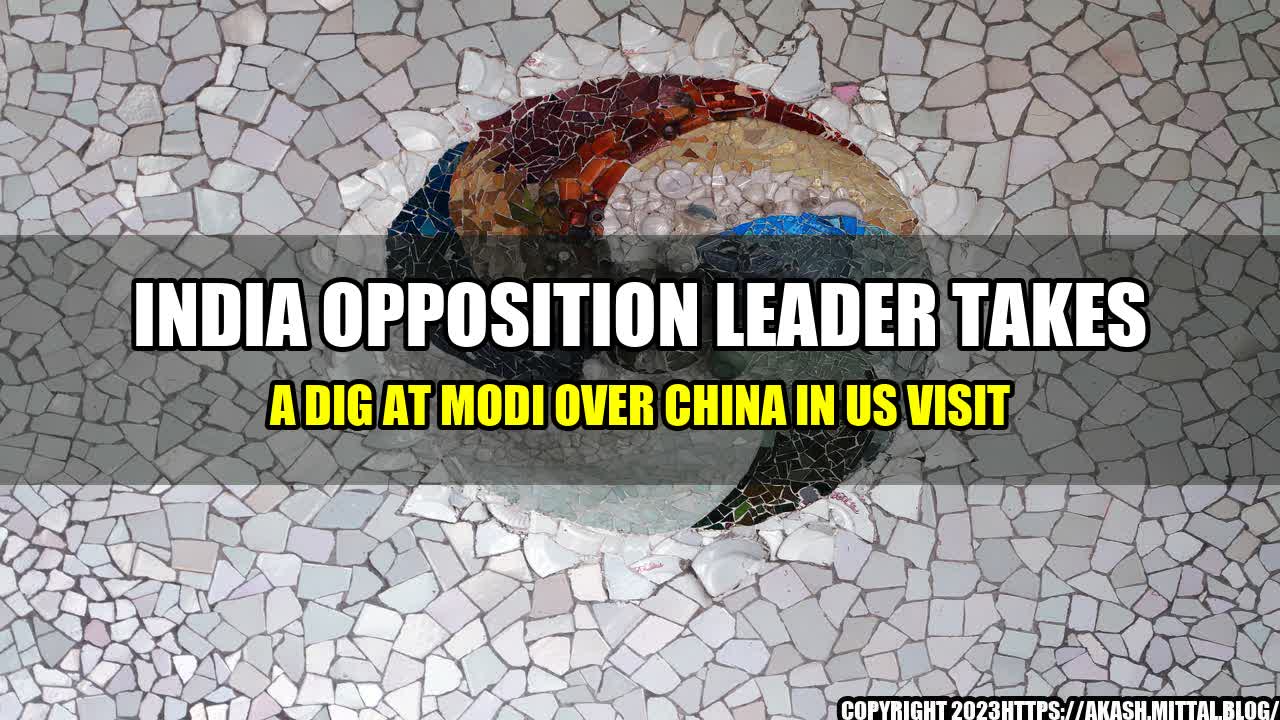 INDIA OPPOSITION LEADER TAKES
A DIG AT MODI OVER CHINA IN US VISIT
COPYRIGHT 2023HTTPS://AKASH.MITTAL.BLOG/